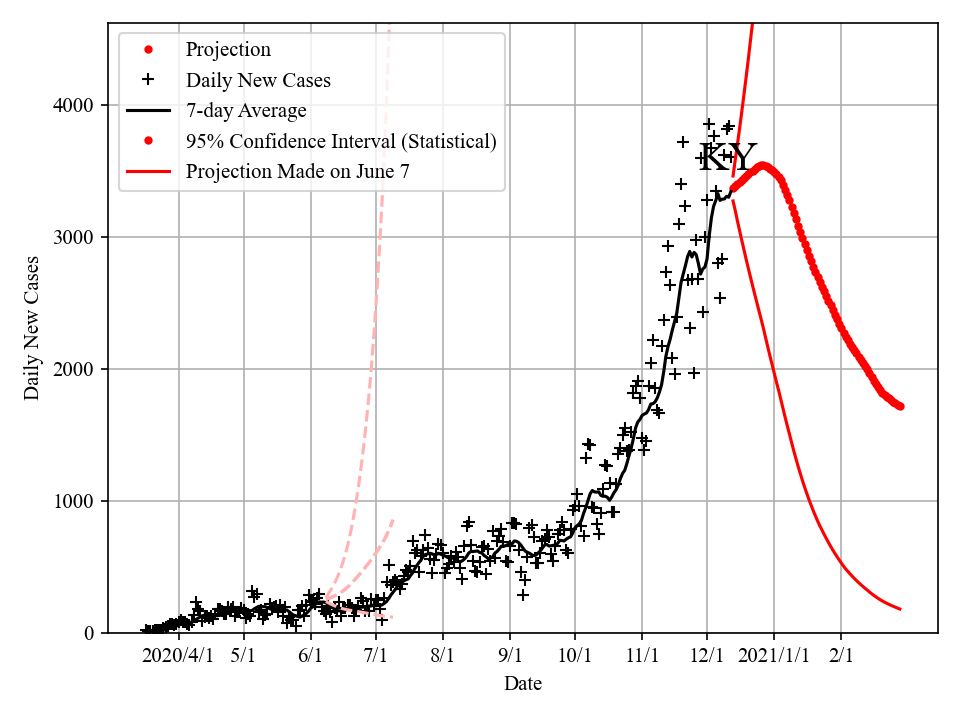 Projection
Daily New Cases
7-day Average
95% Confidence Interval (Statistical)
Projection Made on June 7
KY
4000
3000
2000
1000
0
Daily New Cases
2020/4/1 5/1 6/1 7/1 8/1 9/1 10/1 11/1 12/1 2021/1/1 2/1
Date